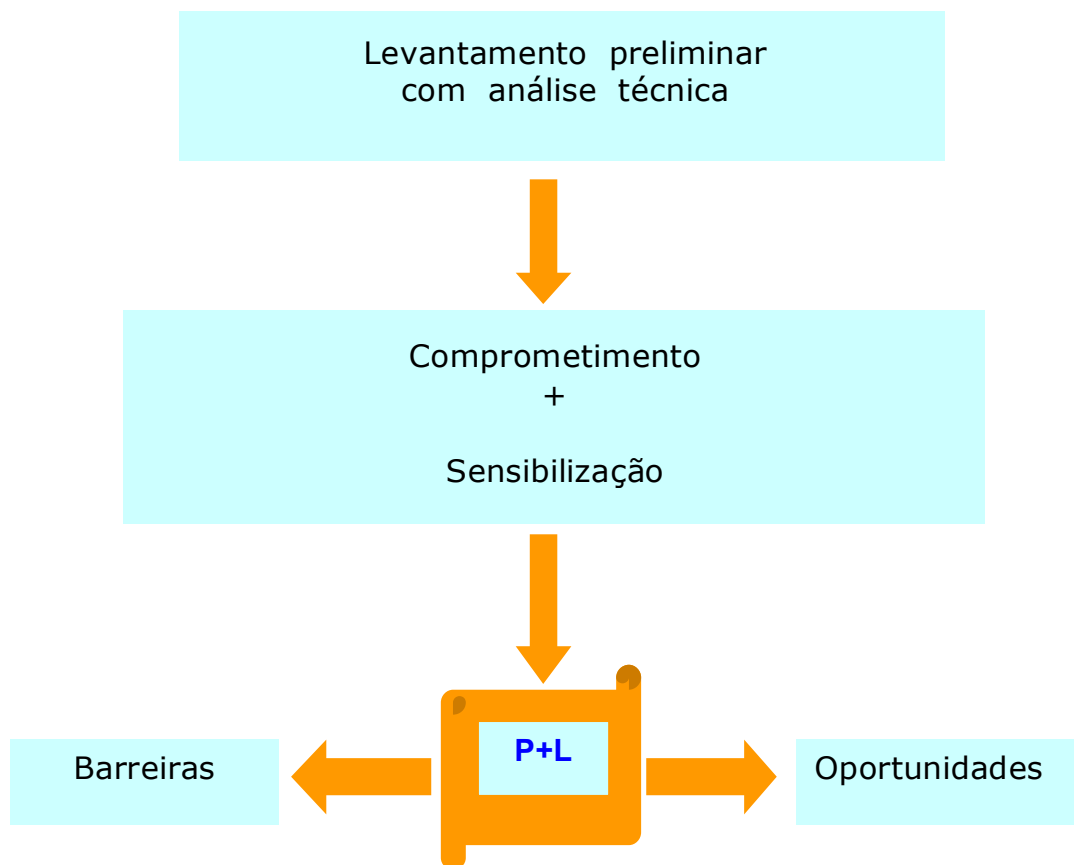 Levantamento preliminar
com análise técnica
Comprometimento
+
Sensibilização
P+L
Barreiras
Oportunidades